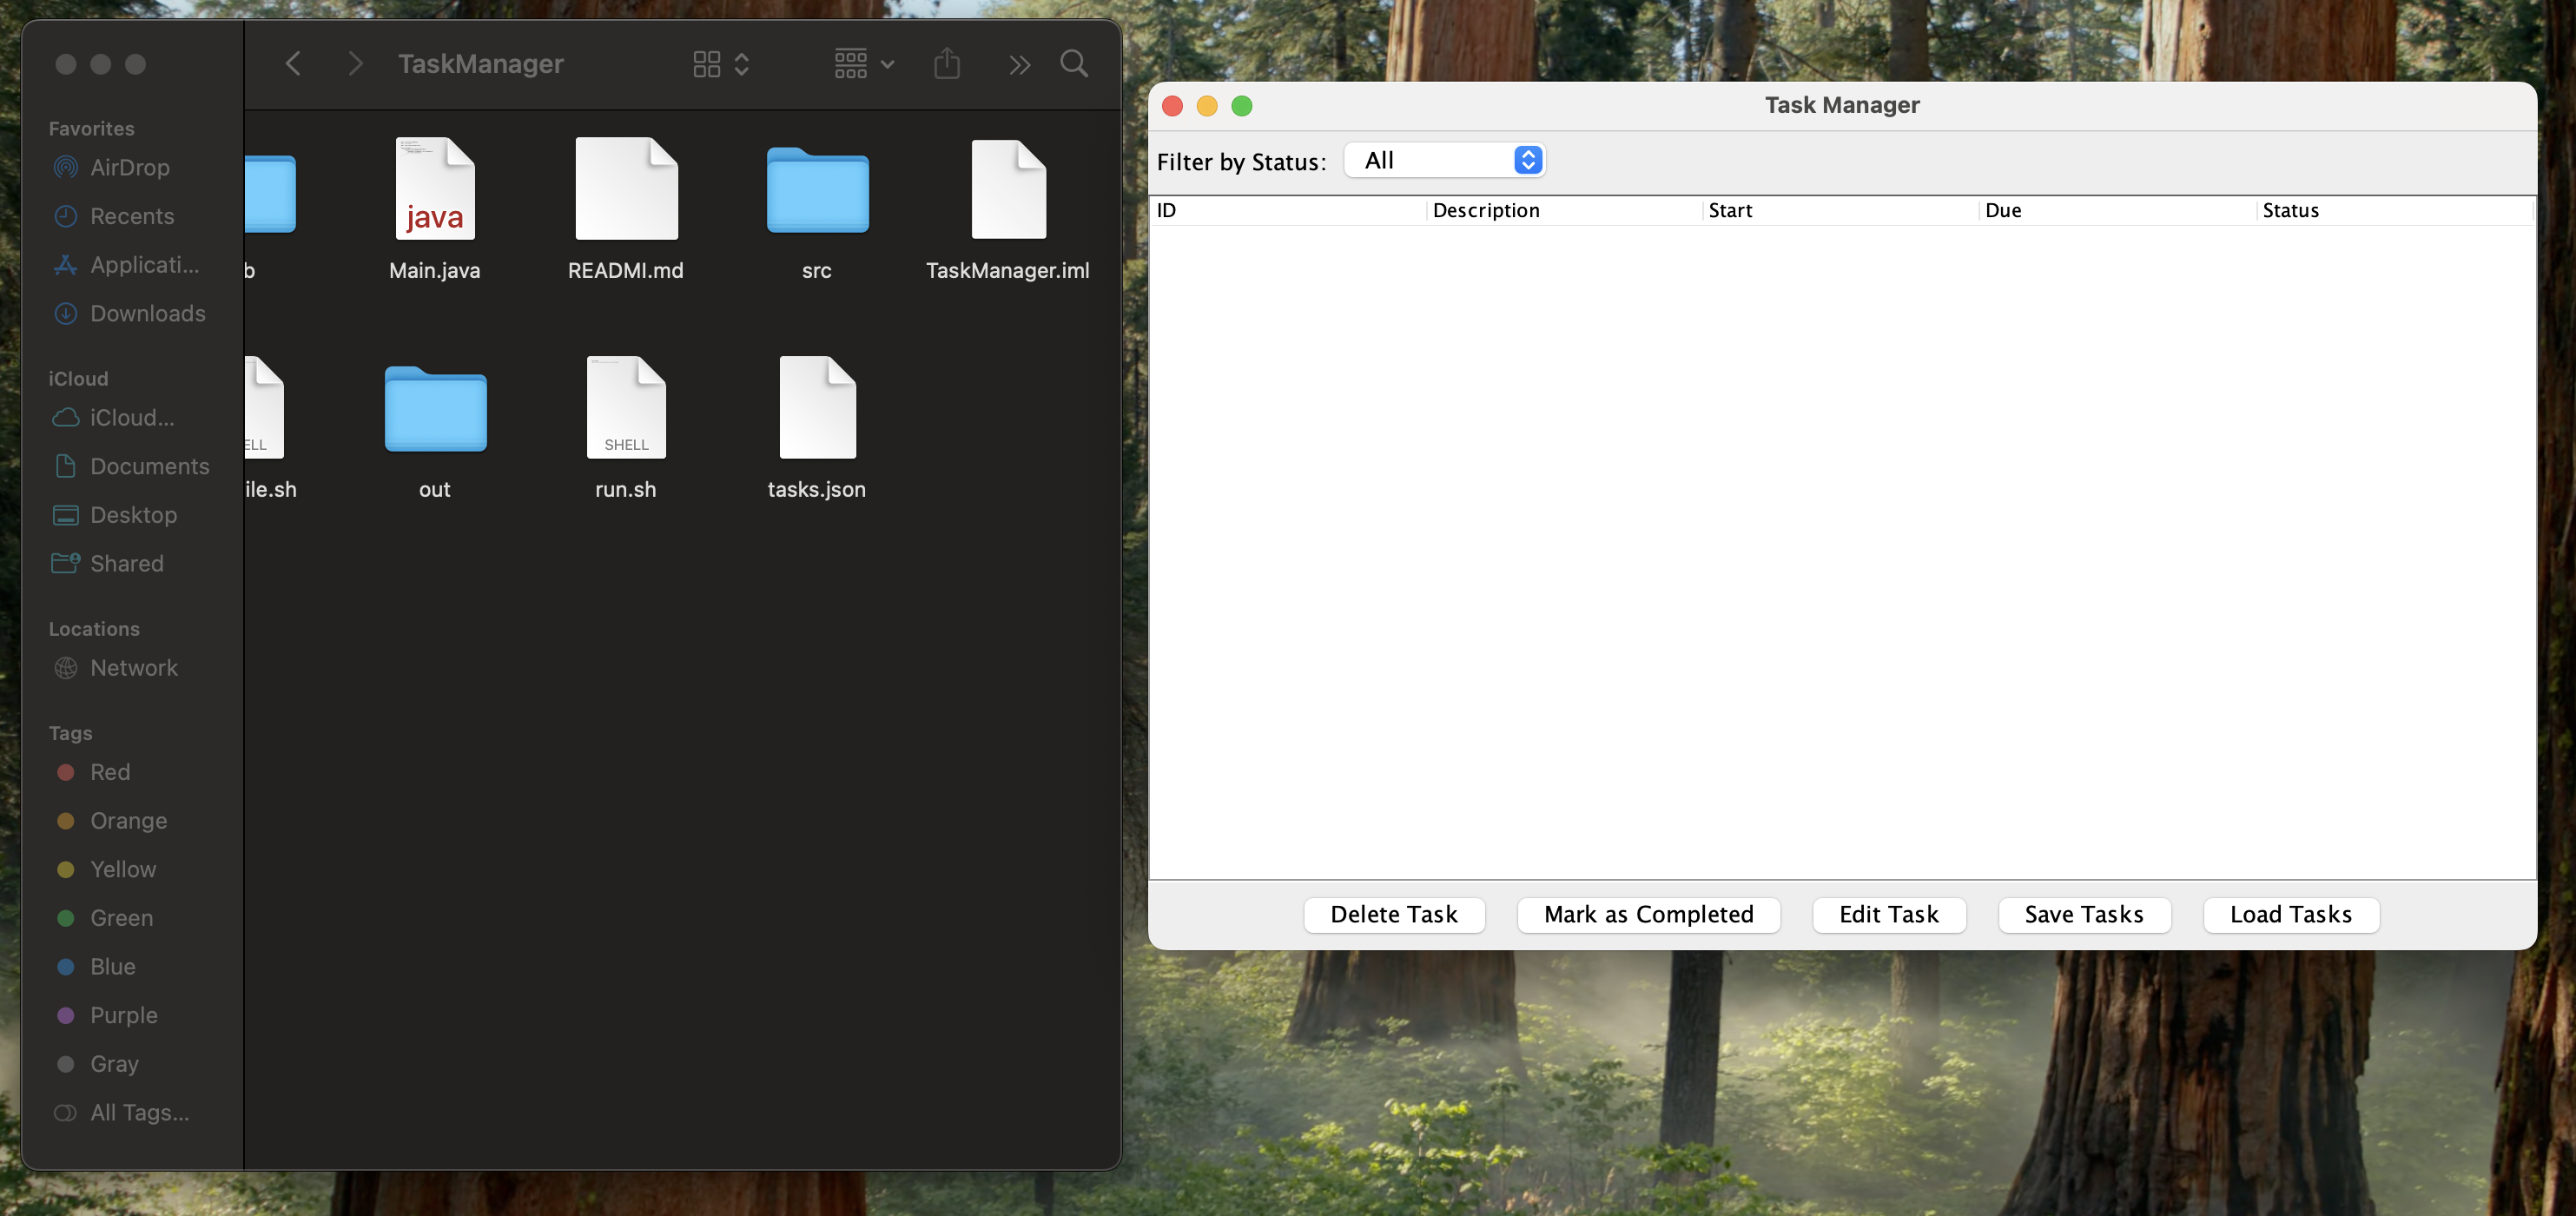 TaskManager
Favorites
AirDrop
Recents
Applicati...
Downloads
iCloud
iCloud...
Documents
Desktop
Shared
Locations
Network
Tags
Red
Orange
Yellow
Green
Blue
Purple
Gray
All Tags...
java
b
Main.java
READMI.md
src
TaskManager.iml
ELL
SHELL
ile.sh
out
run.sh
tasks.json
Task Manager
Filter by Status: All
ID Description Start Due Status
Delete Task Mark as Completed Edit Task Save Tasks Load Tasks